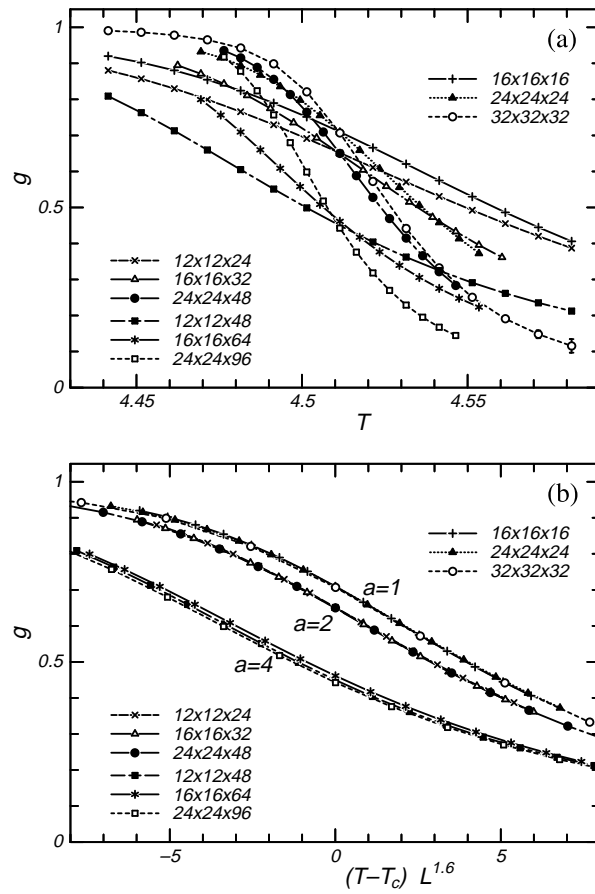 (a)
1
16x16x16
24x24x24
32x32x32
g
0.5
12x12x24
16x16x32
24x24x48
12x12x48
16x16x64
24x24x96
0
4.45 4.5 4.55
T
(b)
1
16x16x16
24x24x24
32x32x32
a=1
a=2
g
0.5
a=4
12x12x24
16x16x32
24x24x48
12x12x48
16x16x64
24x24x96
0
−5 0 5
(T−Tc) L1.6